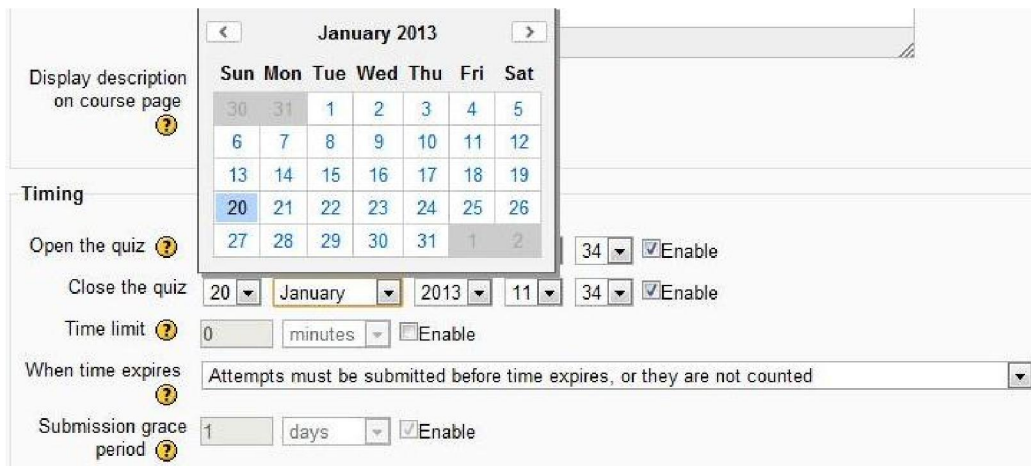 < January 2013 >
Sun Mon Tue Wed Thu Fri Sat
30 31 1 2 3 4 5
6 7 8 9 10 11 12
13 14 15 16 17 18 19
20 21 22 23 24 25 26
27 28 29 30 31 1 2
Display description
on course page
?
Timing
Open the quiz ? 34 Enable
Close the quiz 20 January 2013 11 34 Enable
Time limit ? 0 minutes Enable
When time expires Attempts must be submitted before time expires, or they are not counted
?
Submission grace 1 days Enable
period ?